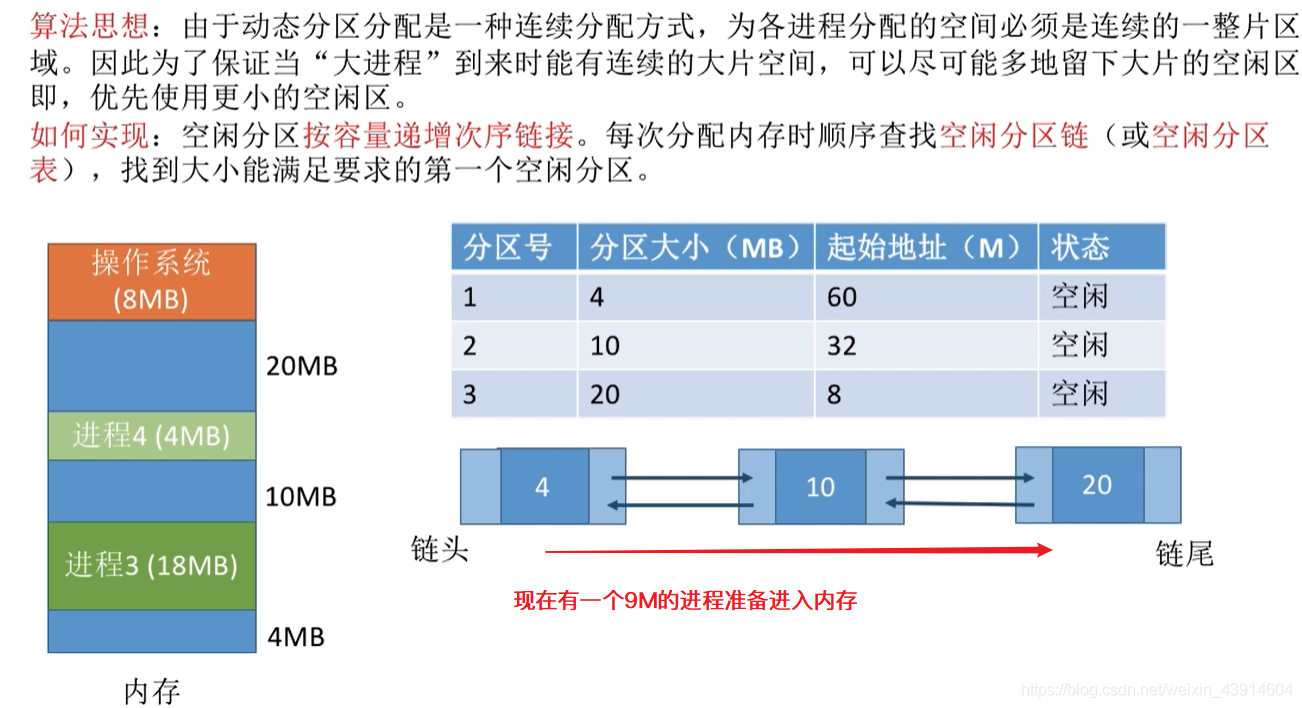 算法思想：由于动态分区分配是一种连续分配方式，为各进程分配的空间必须是连续的一整片区
域。因此为了保证当“大进程”到来时能有连续的大片空间，可以尽可能多地留下大片的空闲区
即，优先使用更小的空闲区。
如何实现：空闲分区按容量递增次序链接。每次分配内存时顺序查找空闲分区链（或空闲分区
表），找到大小能满足要求的第一个空闲分区。
操作系统
(8MB)
20MB
进程4 (4MB)
10MB
进程3 (18MB)
4MB
内存
分区号 分区大小（MB） 起始地址（M） 状态
1 4 60 空闲
2 10 32 空闲
3 20 8 空闲
4 10 20
链头 链尾
现在有一个9M的进程准备进入内存
https://blog.csdn.net/weixin_43914604